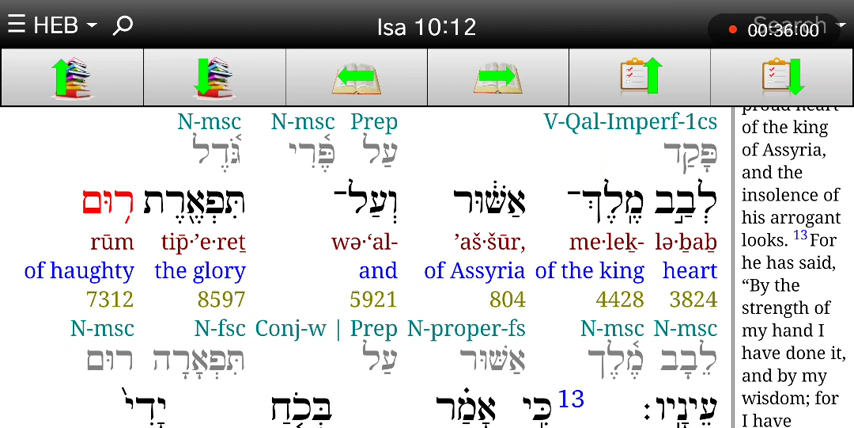 HEB
Isa 10:12
Search
00:36:00
V-Qal-Imperf-1cs Prep N-msc N-msc
פָּקַד עַל פְּרִי גֹּדֶל
לְבַב מֶלֶךְ־ אַשּׁוּר וְעַל־ תִּפְאֶרֶת רוּם
lə·ḇaḇ me·leḵ- ’aš·šūr, wə·‘al- tip̄·’e·reṯ rūm
heart of the king of Assyria and the glory of haughty
3824 4428 804 5921 8597 7312
N-msc N-msc N-proper-fs Conj-w | Prep N-fsc N-msc
לֵבָב מֶלֶךְ אַשּׁוּר עַל תִּפְאָרָה רוּם
עֵינָיו׃ 13 כִּי אָמַר בְּכֹחַ יָדִי
proud heart
of the king
of Assyria,
and the
insolence of
his arrogant
looks. 13For
he has said,
“By the
strength of
my hand I
have done it,
and by my
wisdom; for
I have